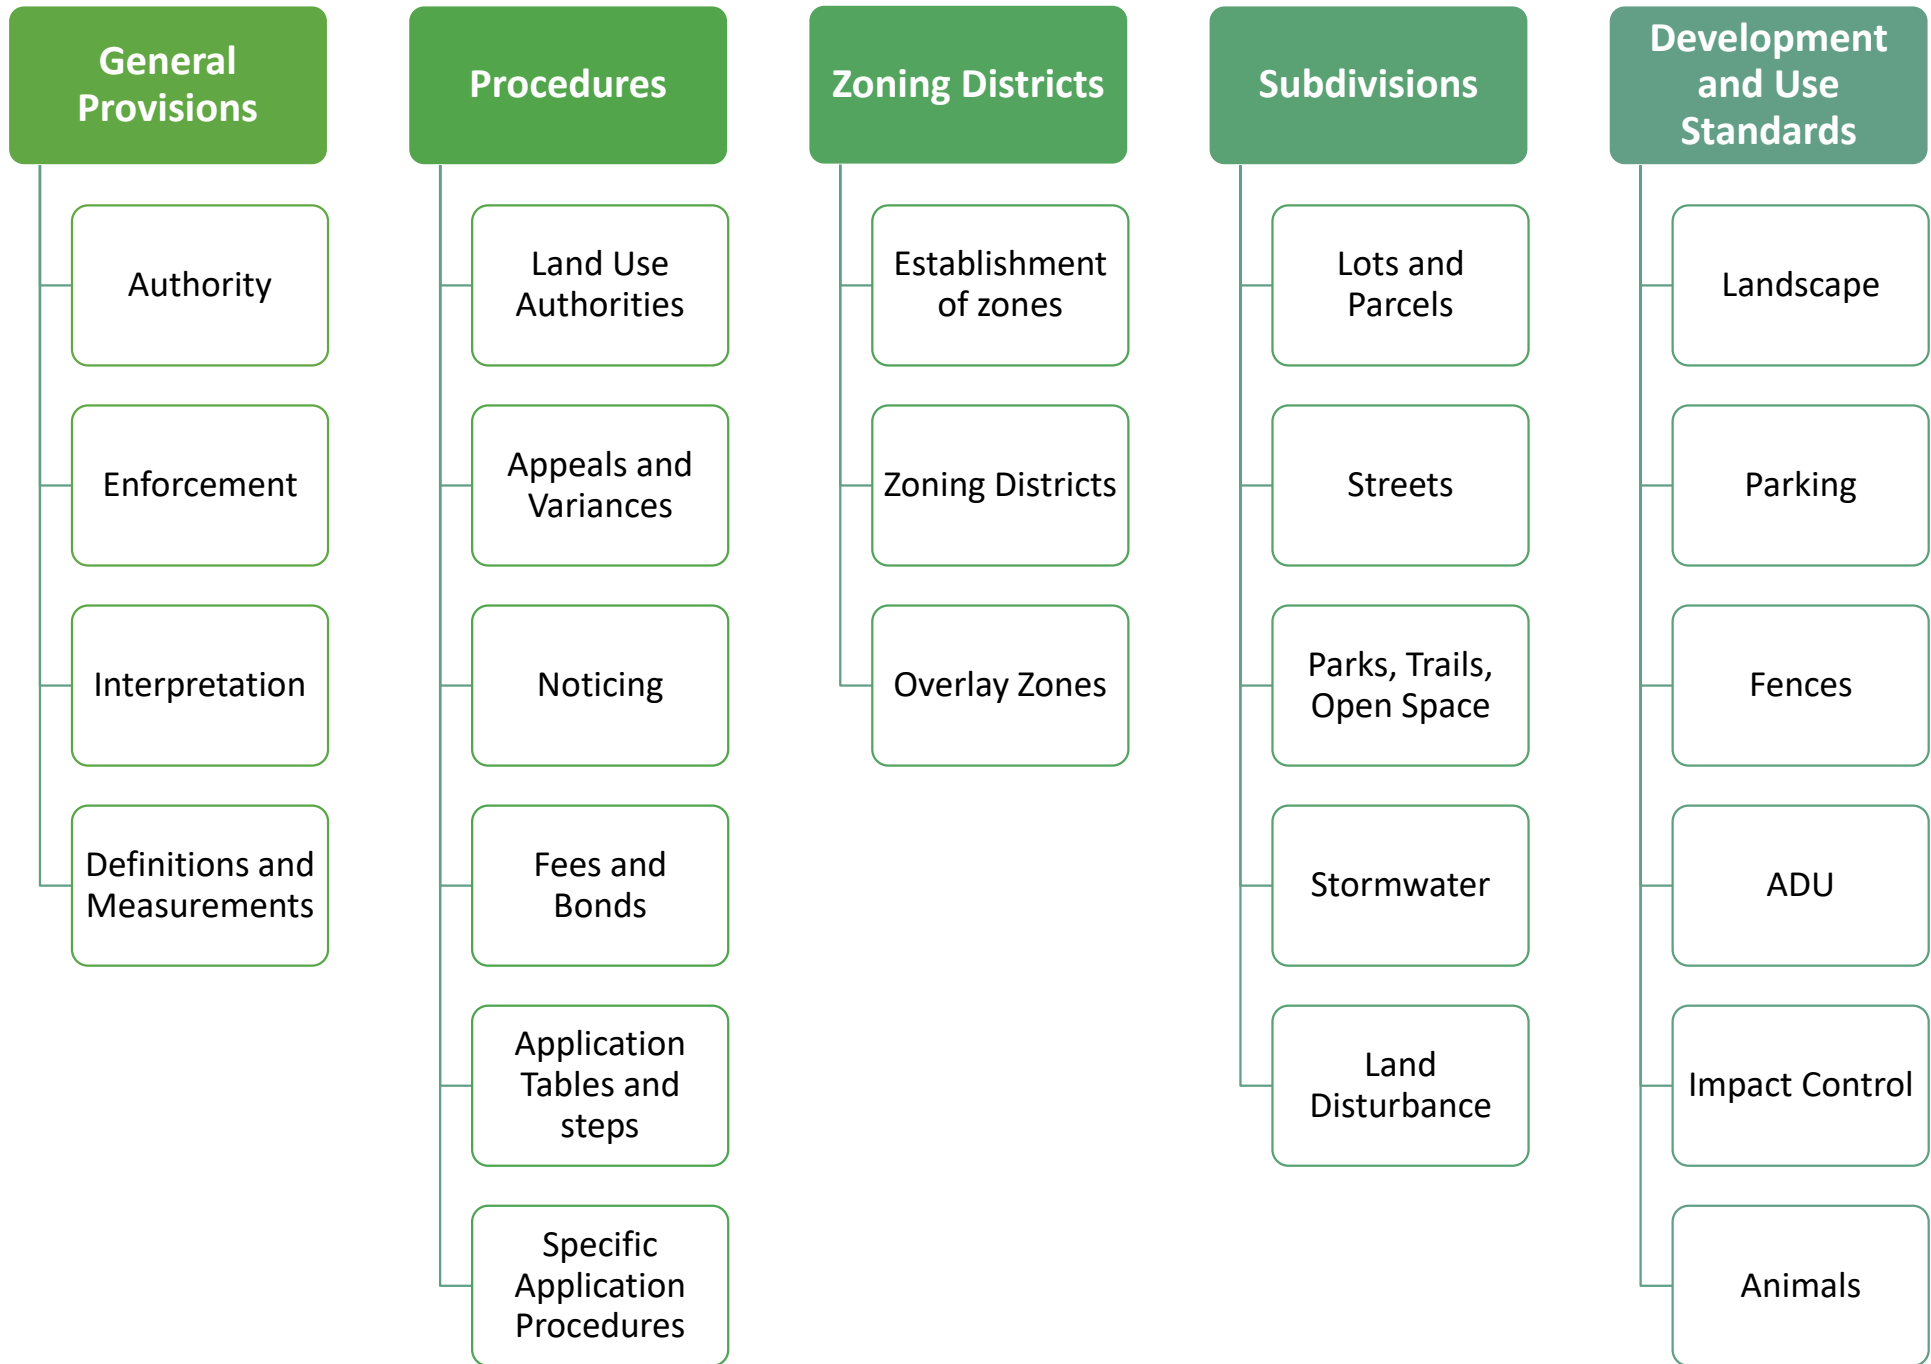 General
Provisions
Authority
Enforcement
Interpretation
Definitions and
Measurements
Procedures
Land Use
Authorities
Appeals and
Variances
Noticing
Fees and
Bonds
Application
Tables and
steps
Specific
Application
Procedures
Zoning Districts
Establishment
of zones
Zoning Districts
Overlay Zones
Subdivisions
Lots and
Parcels
Streets
Parks, Trails,
Open Space
Stormwater
Land
Disturbance
Development
and Use
Standards
Landscape
Parking
Fences
ADU
Impact Control
Animals